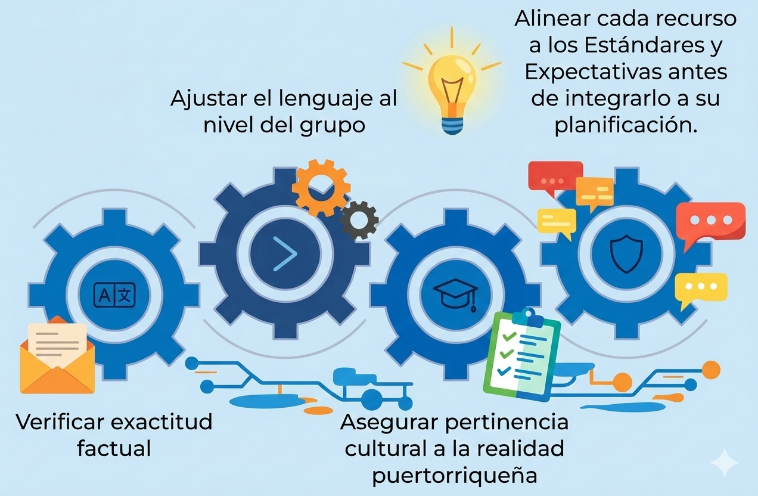 Alinear cada recurso
a los Estándares y
Expectativas antes
de integrarlo a su
planificación.
Ajustar el lenguaje al
nivel del grupo
A 文
Verificar exactitud
factual
Asegurar pertinencia
cultural a la realidad
puertorriqueña